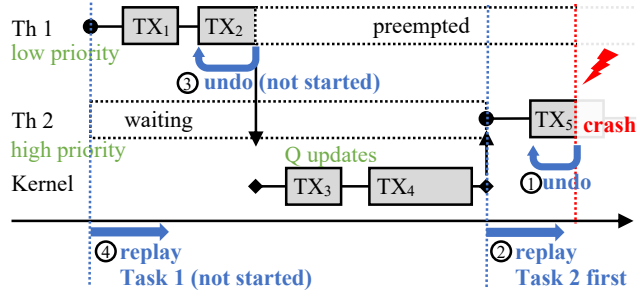 Th 1 TX1 TX2 preempted
low priority
③ undo (not started)
Th 2 waiting TX5 crash
high priority
Q updates
Kernel TX3 TX4 ① undo
④ replay ② replay
Task 1 (not started) Task 2 first